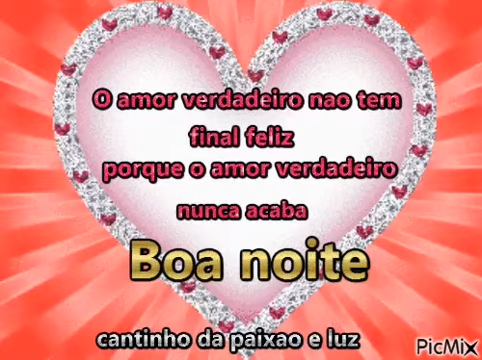 O amor verdadeiro nao tem
final feliz
porque o amor verdadeiro
nunca acaba
Boa noite
cantinho da paixao e luz
PicMix